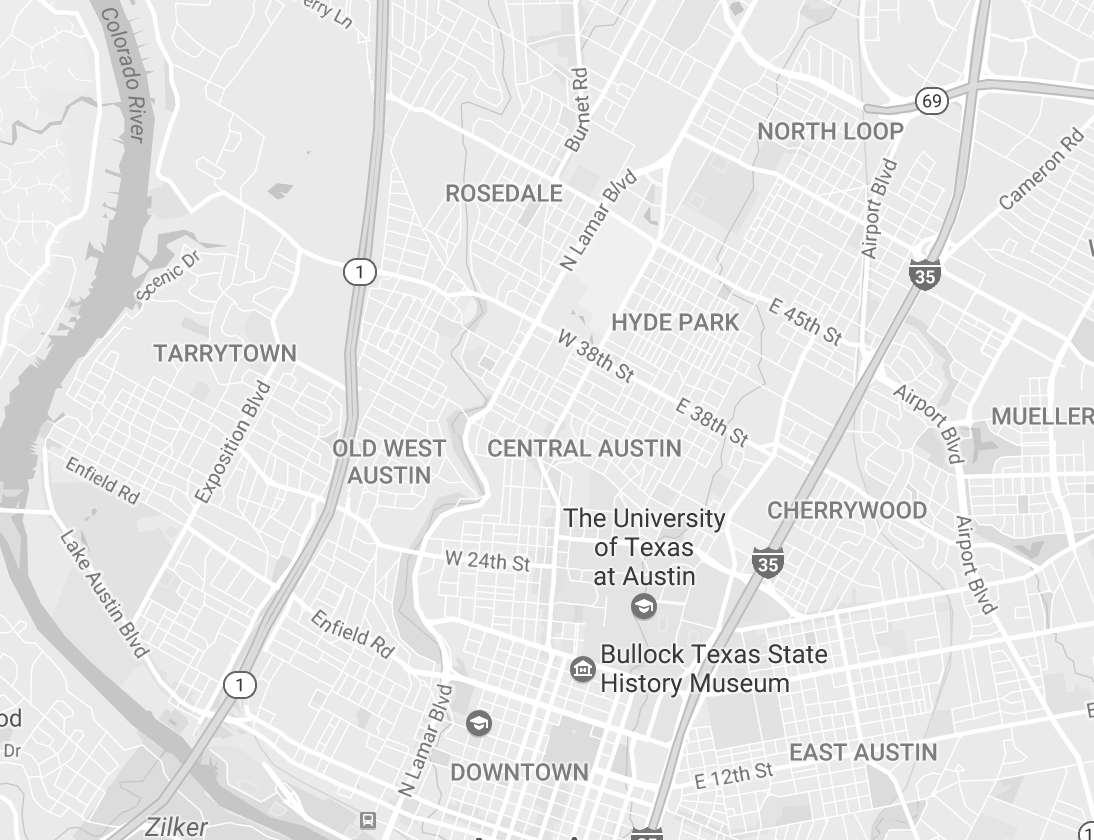 Colorado River
erry Ln
Burnet Rd
69
NORTH LOOP
Cameron Rd
ROSEDALE
N Lamar Blvd
Airport Blvd
Scenic Dr
1
35
HYDE PARK
E 45th St
TARRYTOWN
W 38th St
E 38th St
Airport Blvd
MUELLER
Exposition Blvd
OLD WEST
AUSTIN
CENTRAL AUSTIN
Enfield Rd
The University
of Texas
at Austin
CHERRYWOOD
Lake Austin Blvd
W 24th St
35
Airport Blvd
Enfield Rd
Bullock Texas State
History Museum
1
N Lamar Blvd
od
Dr
EAST AUSTIN
DOWNTOWN
E 12th St
Zilker